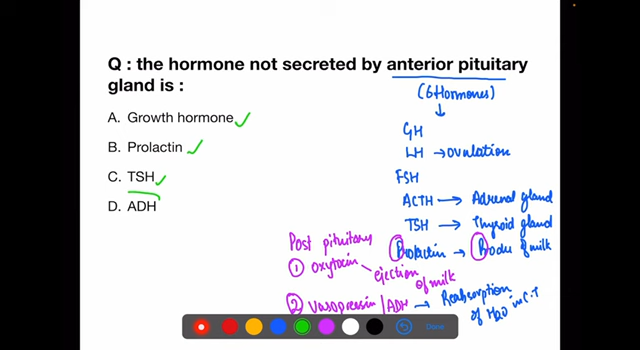 Q : the hormone not secreted by anterior pituitary
gland is :
A. Growth hormone
B. Prolactin
C. TSH
D. ADH
(6 Hormones)
GH
LH → ovulation
FSH
ACTH → Adrenal gland
TSH → Thyroid gland
Prolactin → Produ of milk
Post pituitary
① oxytocin ejection
of milk
② Vasopressin / ADH → Reabsorption
of H2O in C.T
Done